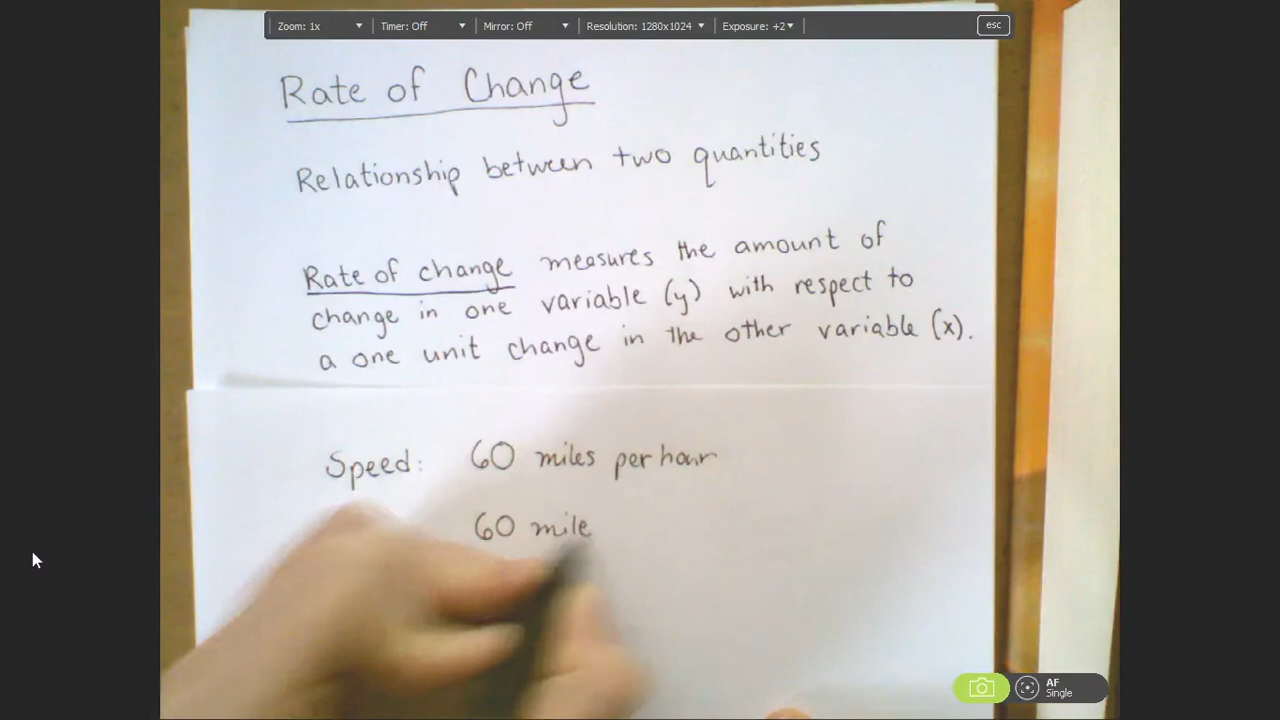 Zoom: 1x Timer: Off Mirror: Off Resolution: 1280x1024 Exposure: +2 esc
Rate of Change
Relationship between two quantities
Rate of change measures the amount of
change in one variable (y) with respect to
a one unit change in the other variable (x).
Speed: 60 miles per hour
60 mile
AF
Single